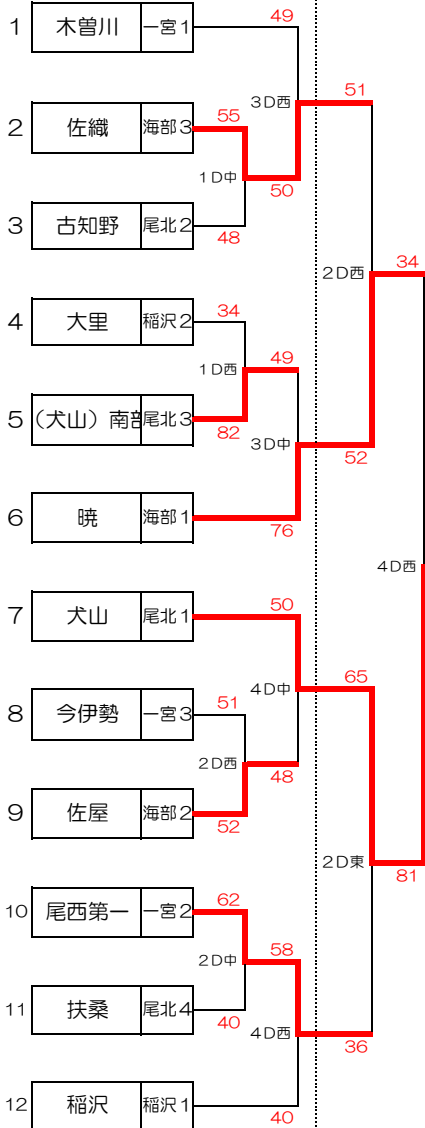 49
1 木曽川 一宮1
3D西 51
2 佐織 海部3 55
1D中 50
3 古知野 尾北2 48
2D西 34
4 大里 稲沢2 34
1D西 49
5 (犬山) 南部 尾北3 82
3D中 52
6 暁 海部1 76
4D西
7 犬山 尾北1 50
4D中 65
8 今伊勢 一宮3 51
2D西 48
9 佐屋 海部2 52
2D東 81
10 尾西第一 一宮2 62
2D中 58
11 扶桑 尾北4 40
4D西 36
12 稲沢 稲沢1 40